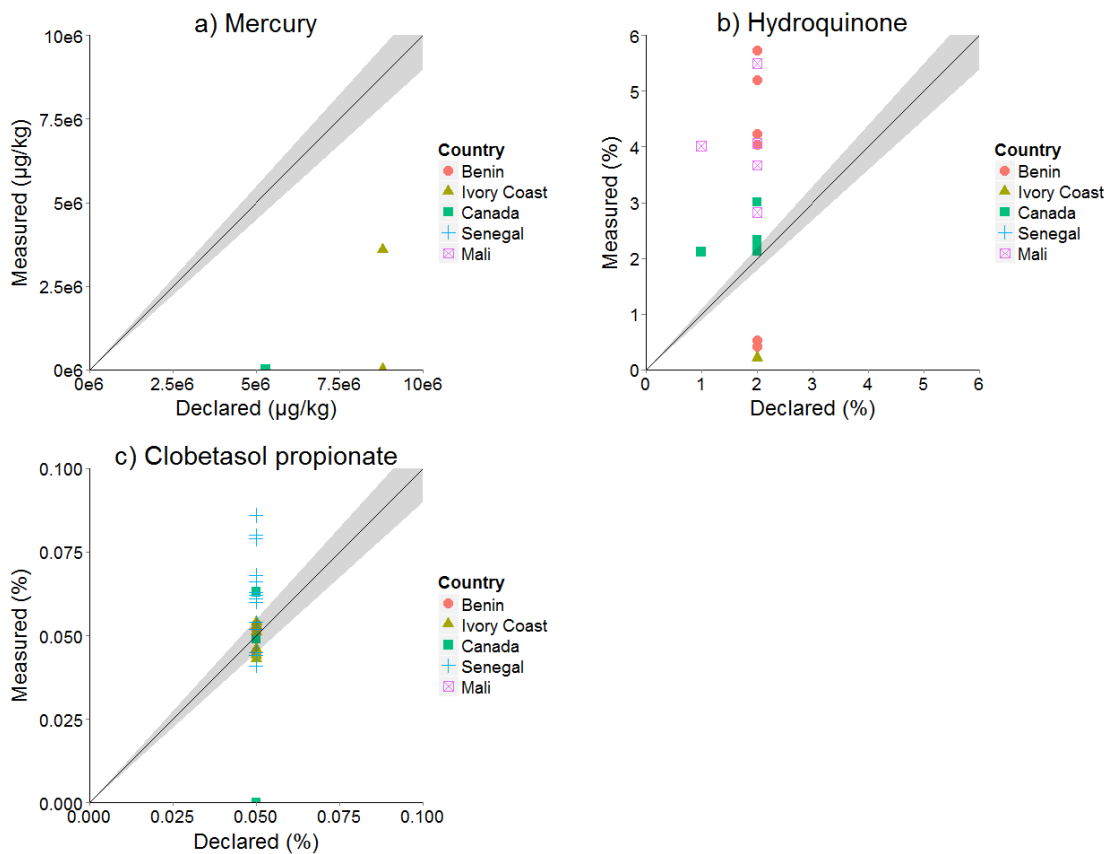 a) Mercury
10e6
7.5e6
5e6
2.5e6
0e6
Measured (µg/kg)
0e6 2.5e6 5e6 7.5e6 10e6
Declared (µg/kg)
Country
Benin
Ivory Coast
Canada
Senegal
Mali
b) Hydroquinone
6
5
4
3
2
1
0
Measured (%)
0 1 2 3 4 5 6
Declared (%)
Country
Benin
Ivory Coast
Canada
Senegal
Mali
c) Clobetasol propionate
0.100
0.075
0.050
0.025
0.000
Measured (%)
0.000 0.025 0.050 0.075 0.100
Declared (%)
Country
Benin
Ivory Coast
Canada
Senegal
Mali